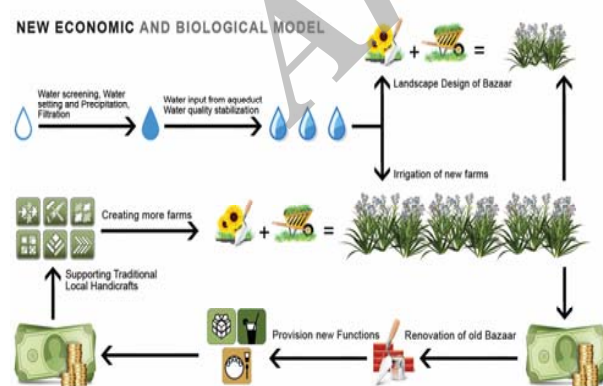 NEW ECONOMIC AND BIOLOGICAL MODEL
Water screening, Water
setting and Precipitation,
Filtration
Water input from aqueduct
Water quality stabilization
+ =
Landscape Design of Bazaar
Irrigation of new farms
Creating more farms
+ =
Supporting Traditional
Local Handicrafts
Provision new Functions
Renovation of old Bazaar